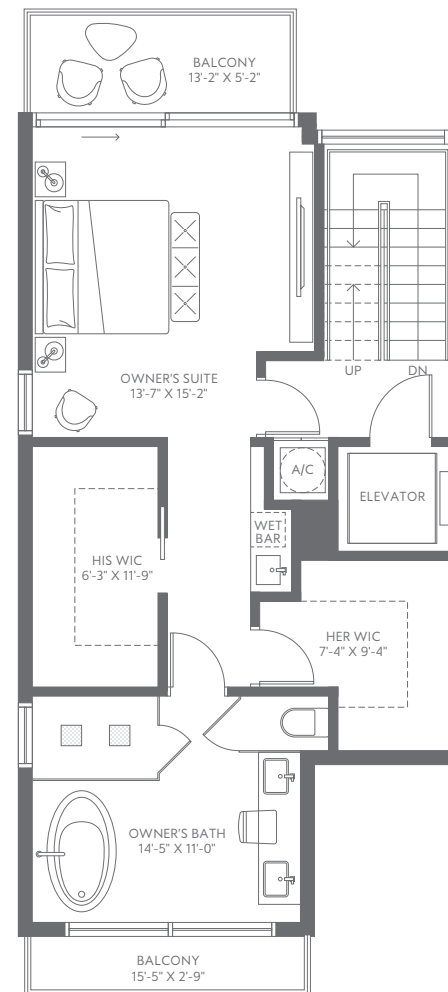 BALCONY
13'-2" X 5'-2"
OWNER'S SUITE
13'-7" X 15'-2"
UP
DN
A/C
ELEVATOR
WET
BAR
HIS WIC
6'-3" X 11'-9"
HER WIC
7'-4" X 9'-4"
OWNER'S BATH
14'-5" X 11'-0"
BALCONY
15'-5" X 2'-9"